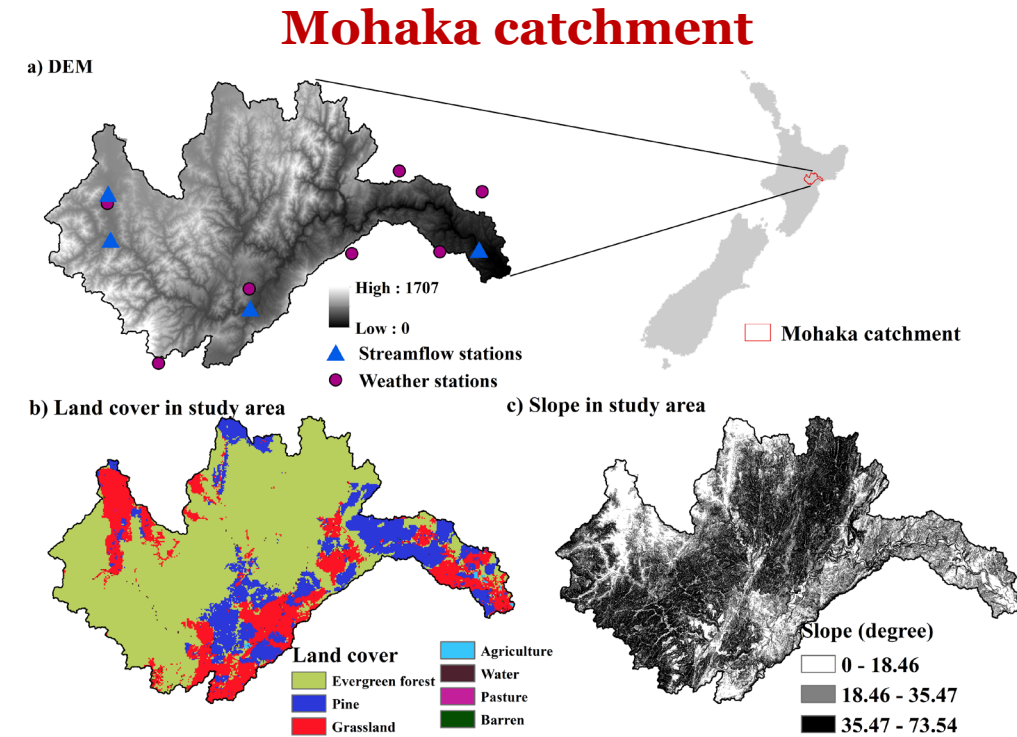 Mohaka catchment
a) DEM
High : 1707
Low : 0
Streamflow stations
Weather stations
Mohaka catchment
b) Land cover in study area
Land cover
Evergreen forest
Pine
Grassland
Agriculture
Water
Pasture
Barren
c) Slope in study area
Slope (degree)
0 - 18.46
18.46 - 35.47
35.47 - 73.54